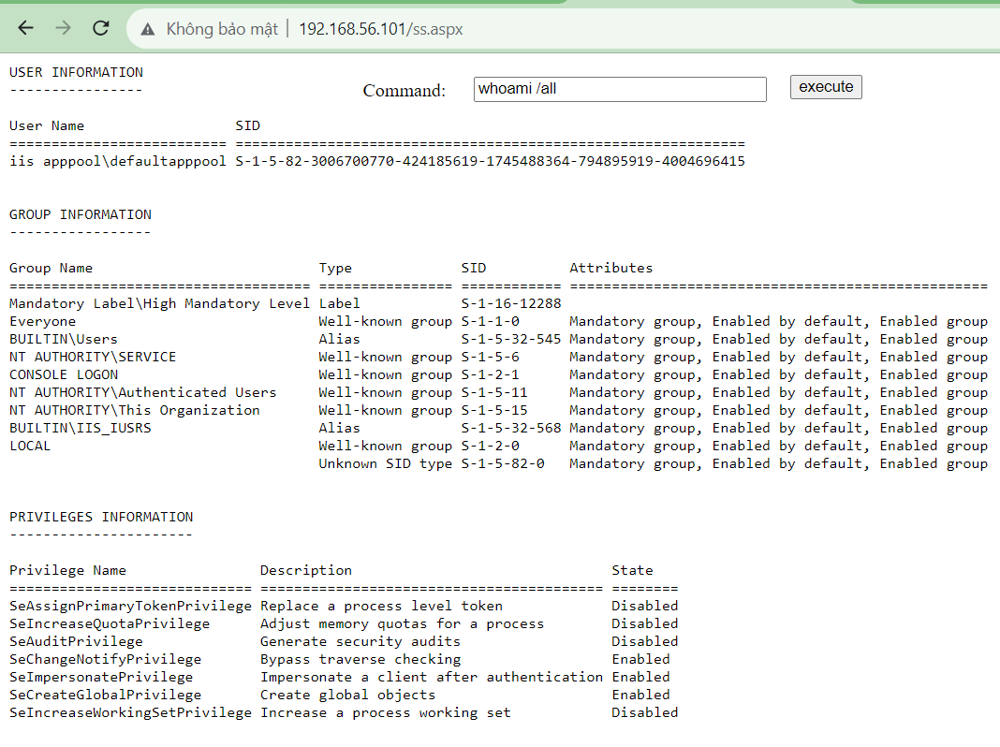 Không bảo mật | 192.168.56.101/ss.aspx
USER INFORMATION
----------------
Command: whoami /all execute
User Name SID
========================== =============================================================
iis apppool\defaultapppool S-1-5-82-3006700770-424185619-1745488364-794895919-4004696415
GROUP INFORMATION
-----------------
Group Name Type SID Attributes
==================================== ================ ============ ==================================================
Mandatory Label\High Mandatory Level Label S-1-16-12288
Everyone Well-known group S-1-1-0 Mandatory group, Enabled by default, Enabled group
BUILTIN\Users Alias S-1-5-32-545 Mandatory group, Enabled by default, Enabled group
NT AUTHORITY\SERVICE Well-known group S-1-5-6 Mandatory group, Enabled by default, Enabled group
CONSOLE LOGON Well-known group S-1-2-1 Mandatory group, Enabled by default, Enabled group
NT AUTHORITY\Authenticated Users Well-known group S-1-5-11 Mandatory group, Enabled by default, Enabled group
NT AUTHORITY\This Organization Well-known group S-1-5-15 Mandatory group, Enabled by default, Enabled group
BUILTIN\IIS_IUSRS Alias S-1-5-32-568 Mandatory group, Enabled by default, Enabled group
LOCAL Well-known group S-1-2-0 Mandatory group, Enabled by default, Enabled group
Unknown SID type S-1-5-82-0 Mandatory group, Enabled by default, Enabled group
PRIVILEGES INFORMATION
----------------------
Privilege Name Description State
============================= ========================================= ========
SeAssignPrimaryTokenPrivilege Replace a process level token Disabled
SeIncreaseQuotaPrivilege Adjust memory quotas for a process Disabled
SeAuditPrivilege Generate security audits Disabled
SeChangeNotifyPrivilege Bypass traverse checking Enabled
SeImpersonatePrivilege Impersonate a client after authentication Enabled
SeCreateGlobalPrivilege Create global objects Enabled
SeIncreaseWorkingSetPrivilege Increase a process working set Disabled